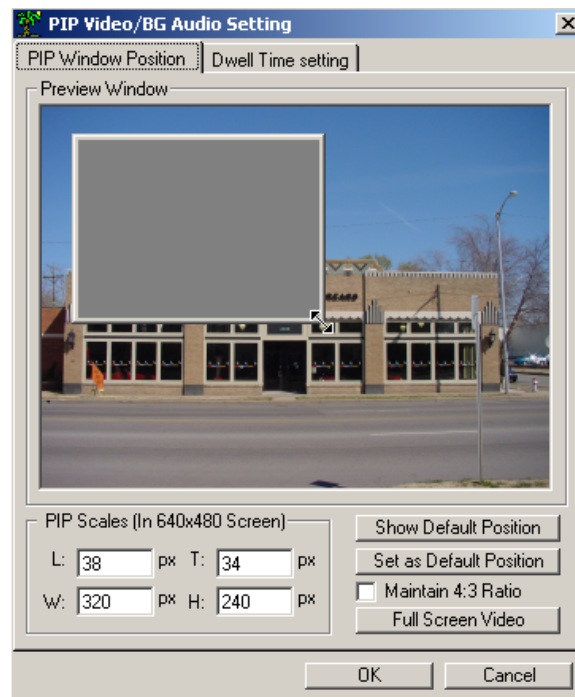 PIP Video/BG Audio Setting
PIP Window Position Dwell Time setting
Preview Window
PIP Scales (In 640x480 Screen)
L: 38 px T: 34 px
W: 320 px H: 240 px
Show Default Position
Set as Default Position
Maintain 4:3 Ratio
Full Screen Video
OK Cancel